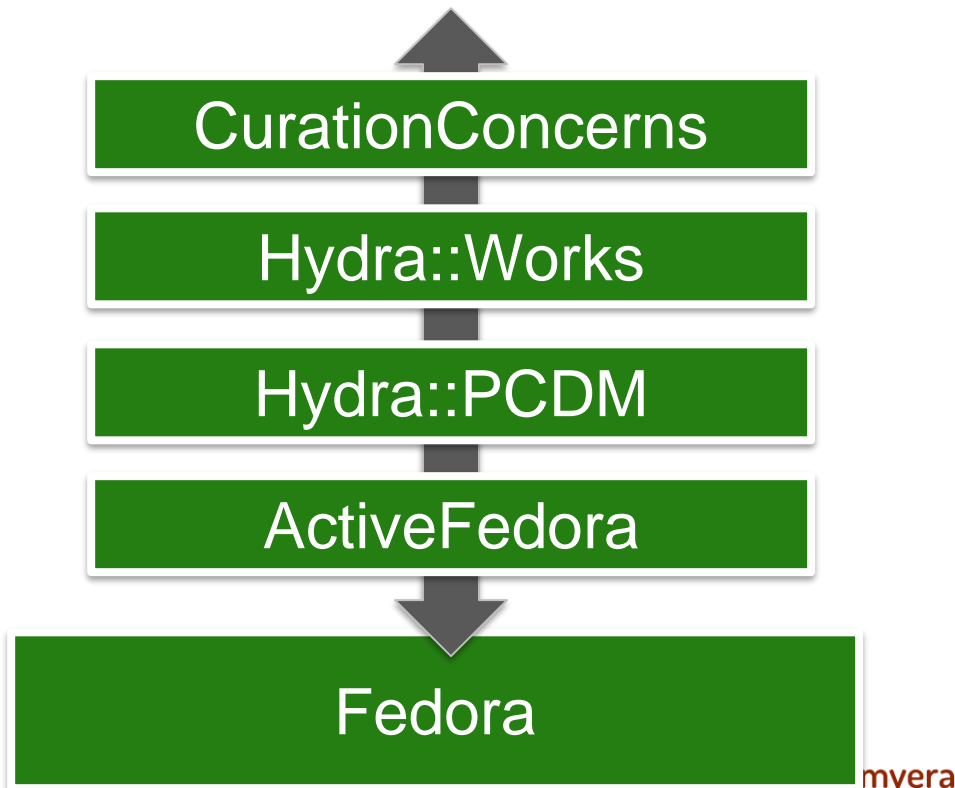 CurationConcerns
Hydra::Works
Hydra::PCDM
ActiveFedora
Fedora
mvera